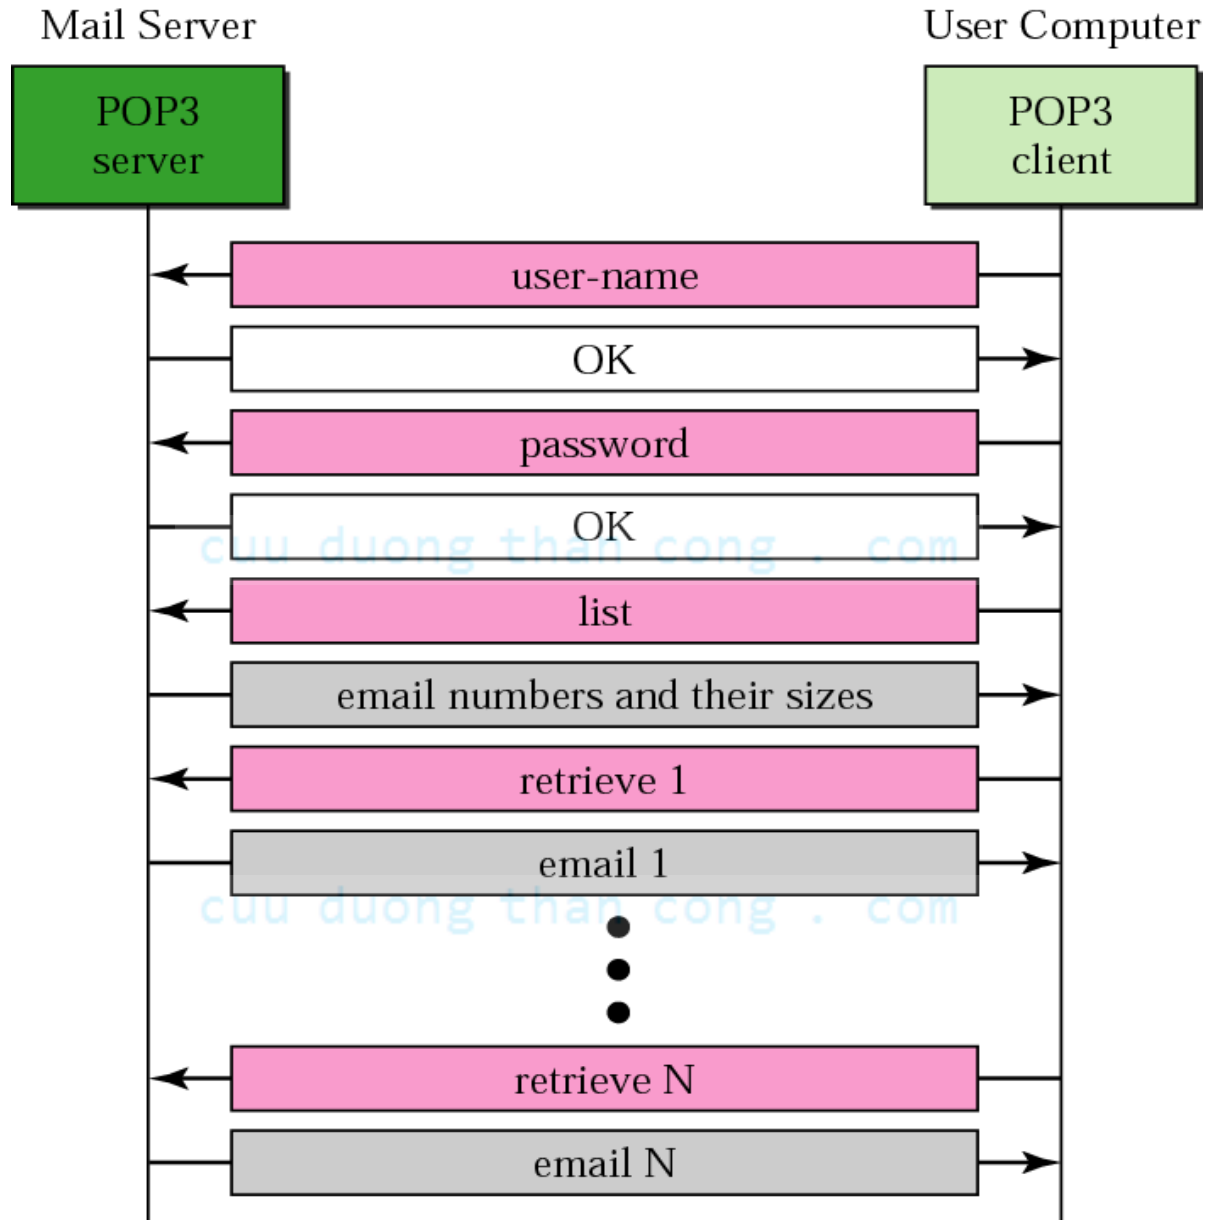 Mail Server
User Computer
POP3
server
POP3
client
user-name
OK
password
OK
cuu duong than cong . com
list
email numbers and their sizes
retrieve 1
email 1
cuu duong than cong . com
retrieve N
email N